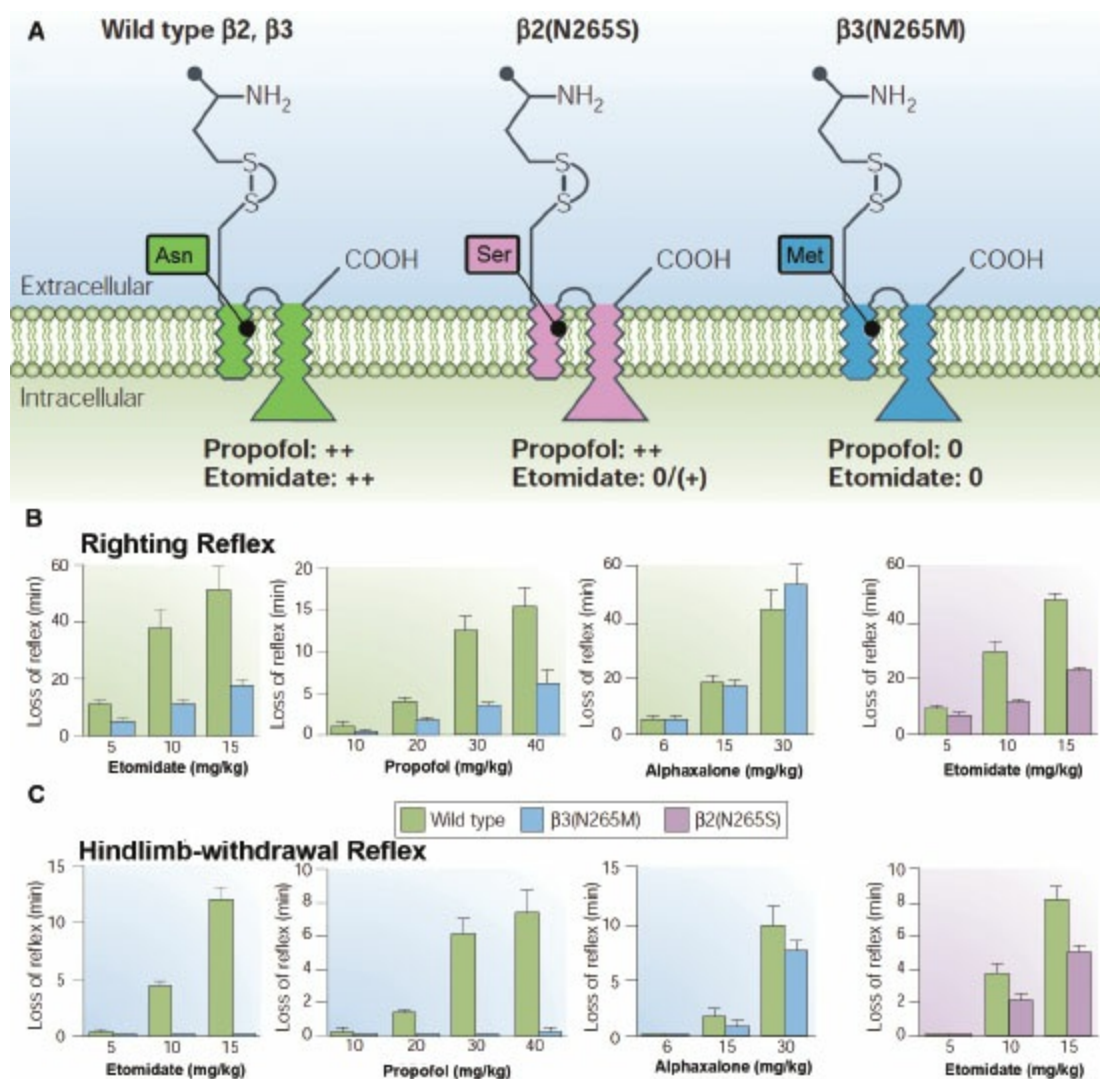 A
Wild type β2, β3
β2(N265S)
β3(N265M)
NH2
NH2
NH2
S
S
S
S
S
S
Asn
Ser
Met
COOH
COOH
COOH
Extracellular
Intracellular
Propofol: ++
Etomidate: ++
Propofol: ++
Etomidate: 0/(+)
Propofol: 0
Etomidate: 0
B
Righting Reflex
Loss of reflex (min)
60
40
20
0
5 10 15
Etomidate (mg/kg)
Loss of reflex (min)
20
15
10
5
0
10 20 30 40
Propofol (mg/kg)
Loss of reflex (min)
60
40
20
0
6 15 30
Alphaxalone (mg/kg)
Loss of reflex (min)
60
40
20
0
5 10 15
Etomidate (mg/kg)
C
Wild type β3(N265M) β2(N265S)
Hindlimb-withdrawal Reflex
Loss of reflex (min)
15
10
5
0
5 10 15
Etomidate (mg/kg)
Loss of reflex (min)
10
8
6
4
2
0
10 20 30 40
Propofol (mg/kg)
Loss of reflex (min)
15
10
5
0
6 15 30
Alphaxalone (mg/kg)
Loss of reflex (min)
10
8
6
4
2
0
5 10 15
Etomidate (mg/kg)